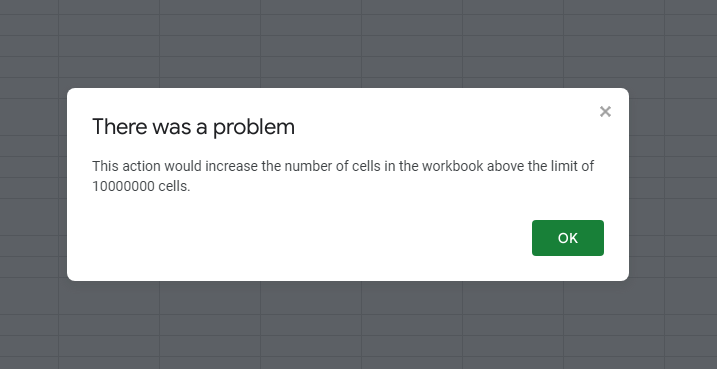 There was a problem
This action would increase the number of cells in the workbook above the limit of
10000000 cells.
OK